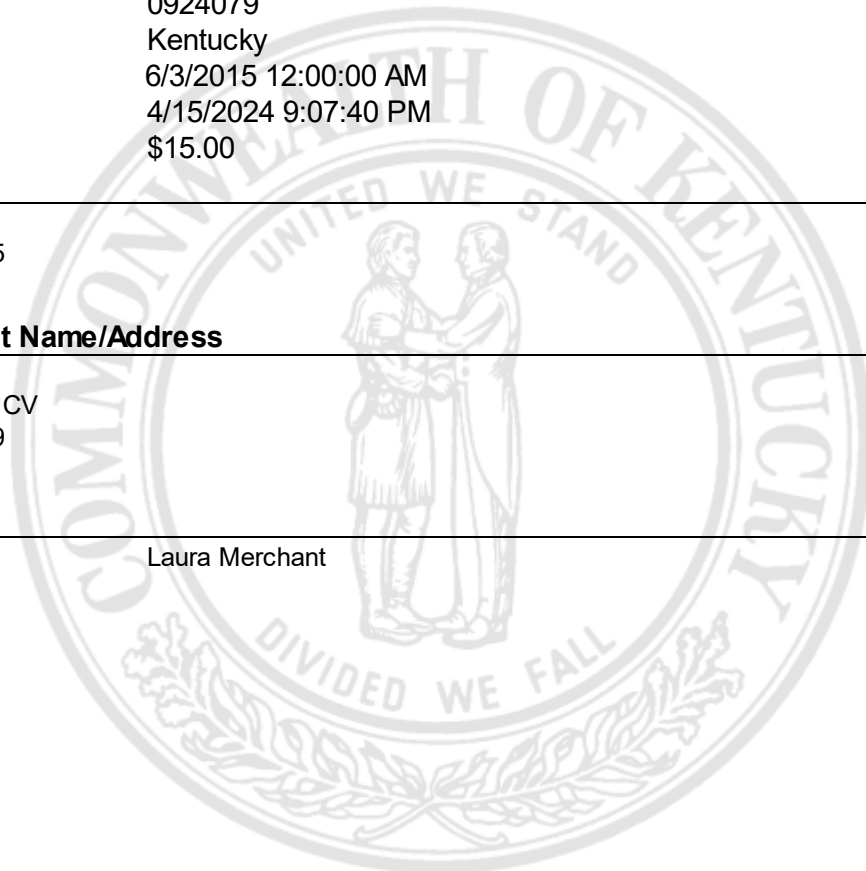 0924079
Kentucky
6/3/2015 12:00:00 AM
4/15/2024 9:07:40 PM
$15.00
5
t Name/Address
CV
9
Laura Merchant
COMMONWEALTH OF KENTUCKY
UNITED WE STAND
DIVIDED WE FALL